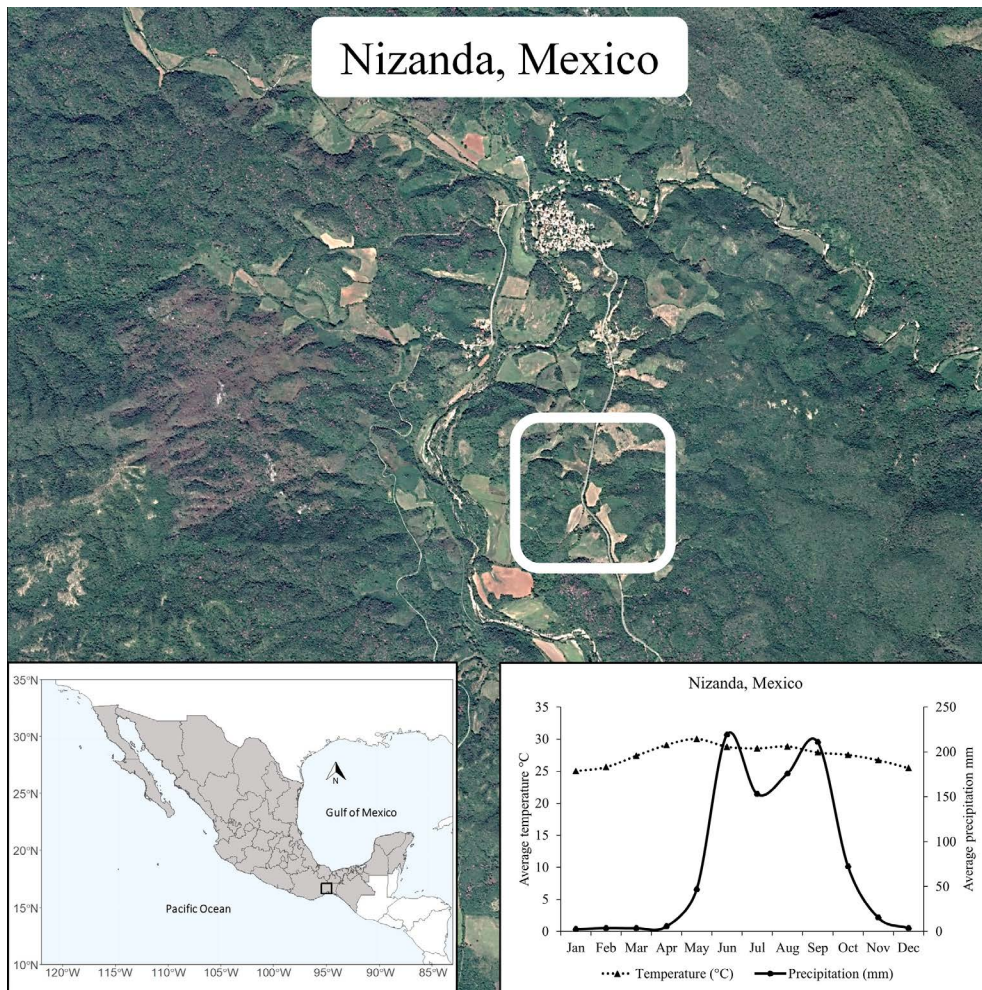 Nizanda, Mexico
35°N
30°N
25°N
20°N
15°N
10°N
120°W 115°W 110°W 105°W 100°W 95°W 90°W 85°W
N
Gulf of Mexico
Pacific Ocean
Nizanda, Mexico
Average temperature °C
35
30
25
20
15
10
5
0
250
200
150
100
50
0
Average precipitation mm
Jan Feb Mar Apr May Jun Jul Aug Sep Oct Nov Dec
Temperature (°C) Precipitation (mm)